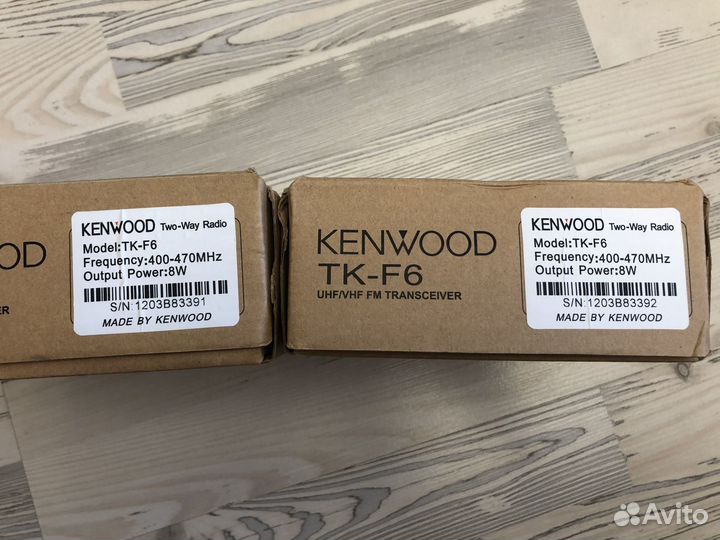 KENWOOD Two-Way Radio
Model:TK-F6
Frequency:400-470MHz
Output Power:8W
S/N:1203B83391
MADE BY KENWOOD
OOD
ER
KENWOOD
TK-F6
UHF/VHF FM TRANSCEIVER
KENWOOD Two-Way Radio
Model:TK-F6
Frequency:400-470MHz
Output Power:8W
S/N:1203B83392
MADE BY KENWOOD
Avito